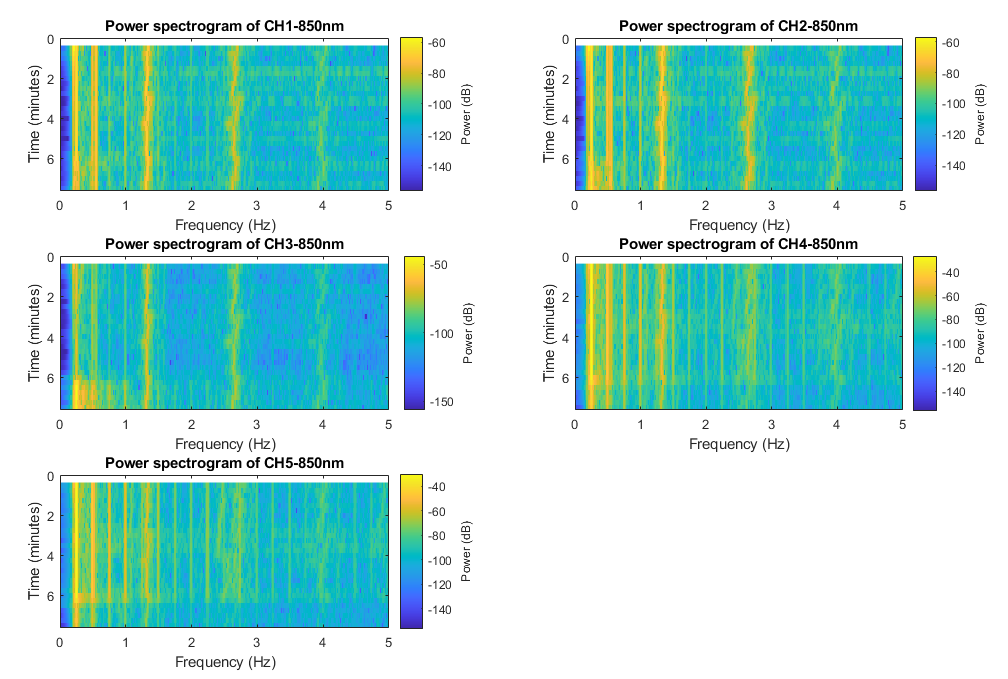 Power spectrogram of CH1-850nm
0
2
4
6
Time (minutes)
0 1 2 3 4 5
Frequency (Hz)
-60
-80
-100
-120
-140
Power (dB)
Power spectrogram of CH2-850nm
0
2
4
6
Time (minutes)
0 1 2 3 4 5
Frequency (Hz)
-60
-80
-100
-120
-140
Power (dB)
Power spectrogram of CH3-850nm
0
2
4
6
Time (minutes)
0 1 2 3 4 5
Frequency (Hz)
-50
-100
-150
Power (dB)
Power spectrogram of CH4-850nm
0
2
4
6
Time (minutes)
0 1 2 3 4 5
Frequency (Hz)
-40
-60
-80
-100
-120
-140
Power (dB)
Power spectrogram of CH5-850nm
0
2
4
6
Time (minutes)
0 1 2 3 4 5
Frequency (Hz)
-40
-60
-80
-100
-120
-140
Power (dB)